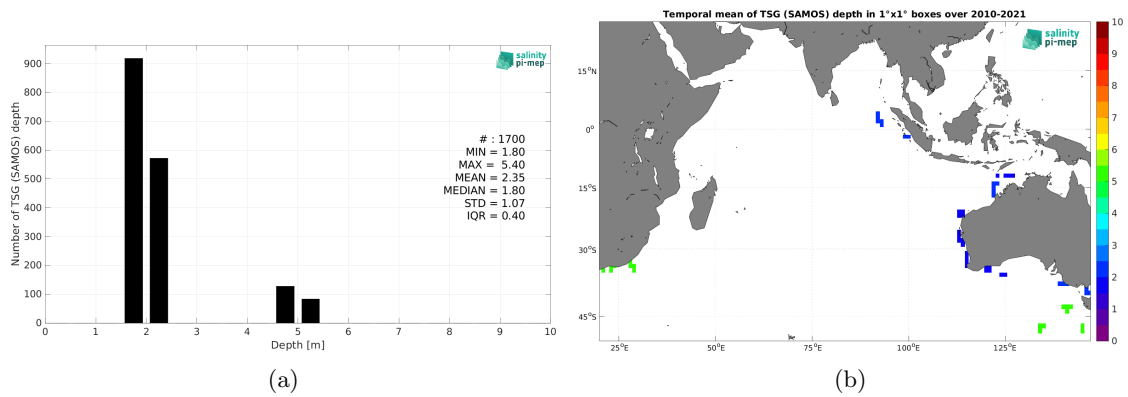 salinity
pi-mep
Number of TSG (SAMOS) depth
900
800
700
600
500
400
300
200
100
0
# : 1700
MIN = 1.80
MAX = 5.40
MEAN = 2.35
MEDIAN = 1.80
STD = 1.07
IQR = 0.40
0 1 2 3 4 5 6 7 8 9 10
Depth [m]
(a)
Temporal mean of TSG (SAMOS) depth in 1°x1° boxes over 2010-2021
salinity
pi-mep
15°N
0°
15°S
30°S
45°S
25°E 50°E 75°E 100°E 125°E
10
9
8
7
6
5
4
3
2
1
0
(b)